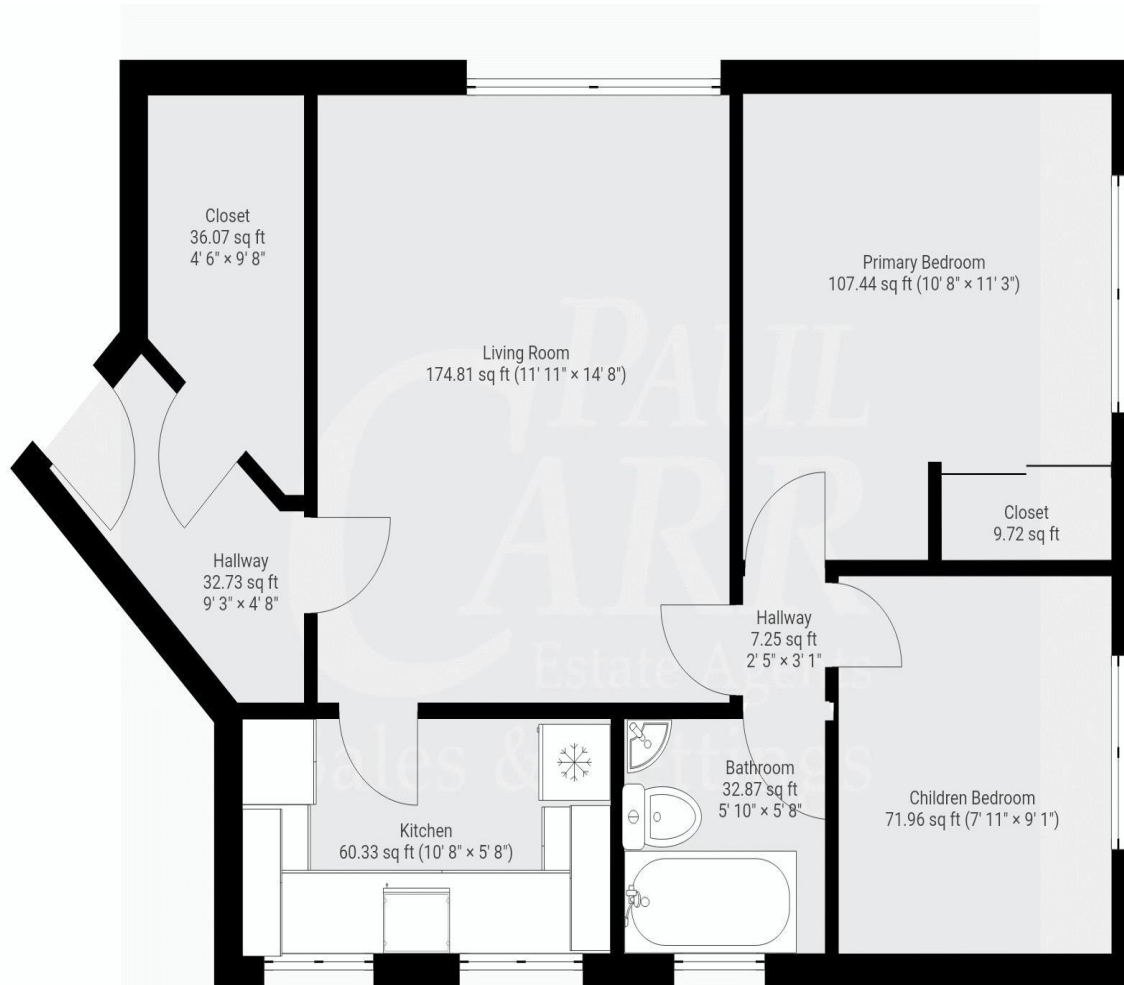 Closet
36.07 sq ft
4' 6" × 9' 8"
Primary Bedroom
107.44 sq ft (10' 8" × 11' 3")
Living Room
174.81 sq ft (11' 11" × 14' 8")
PAUL
CARR
Estate Agents
Sales & Lettings
Closet
9.72 sq ft
Hallway
32.73 sq ft
9' 3" × 4' 8"
Hallway
7.25 sq ft
2' 5" × 3' 1"
Bathroom
32.87 sq ft
5' 10" × 5' 8"
Children Bedroom
71.96 sq ft (7' 11" × 9' 1")
Kitchen
60.33 sq ft (10' 8" × 5' 8")